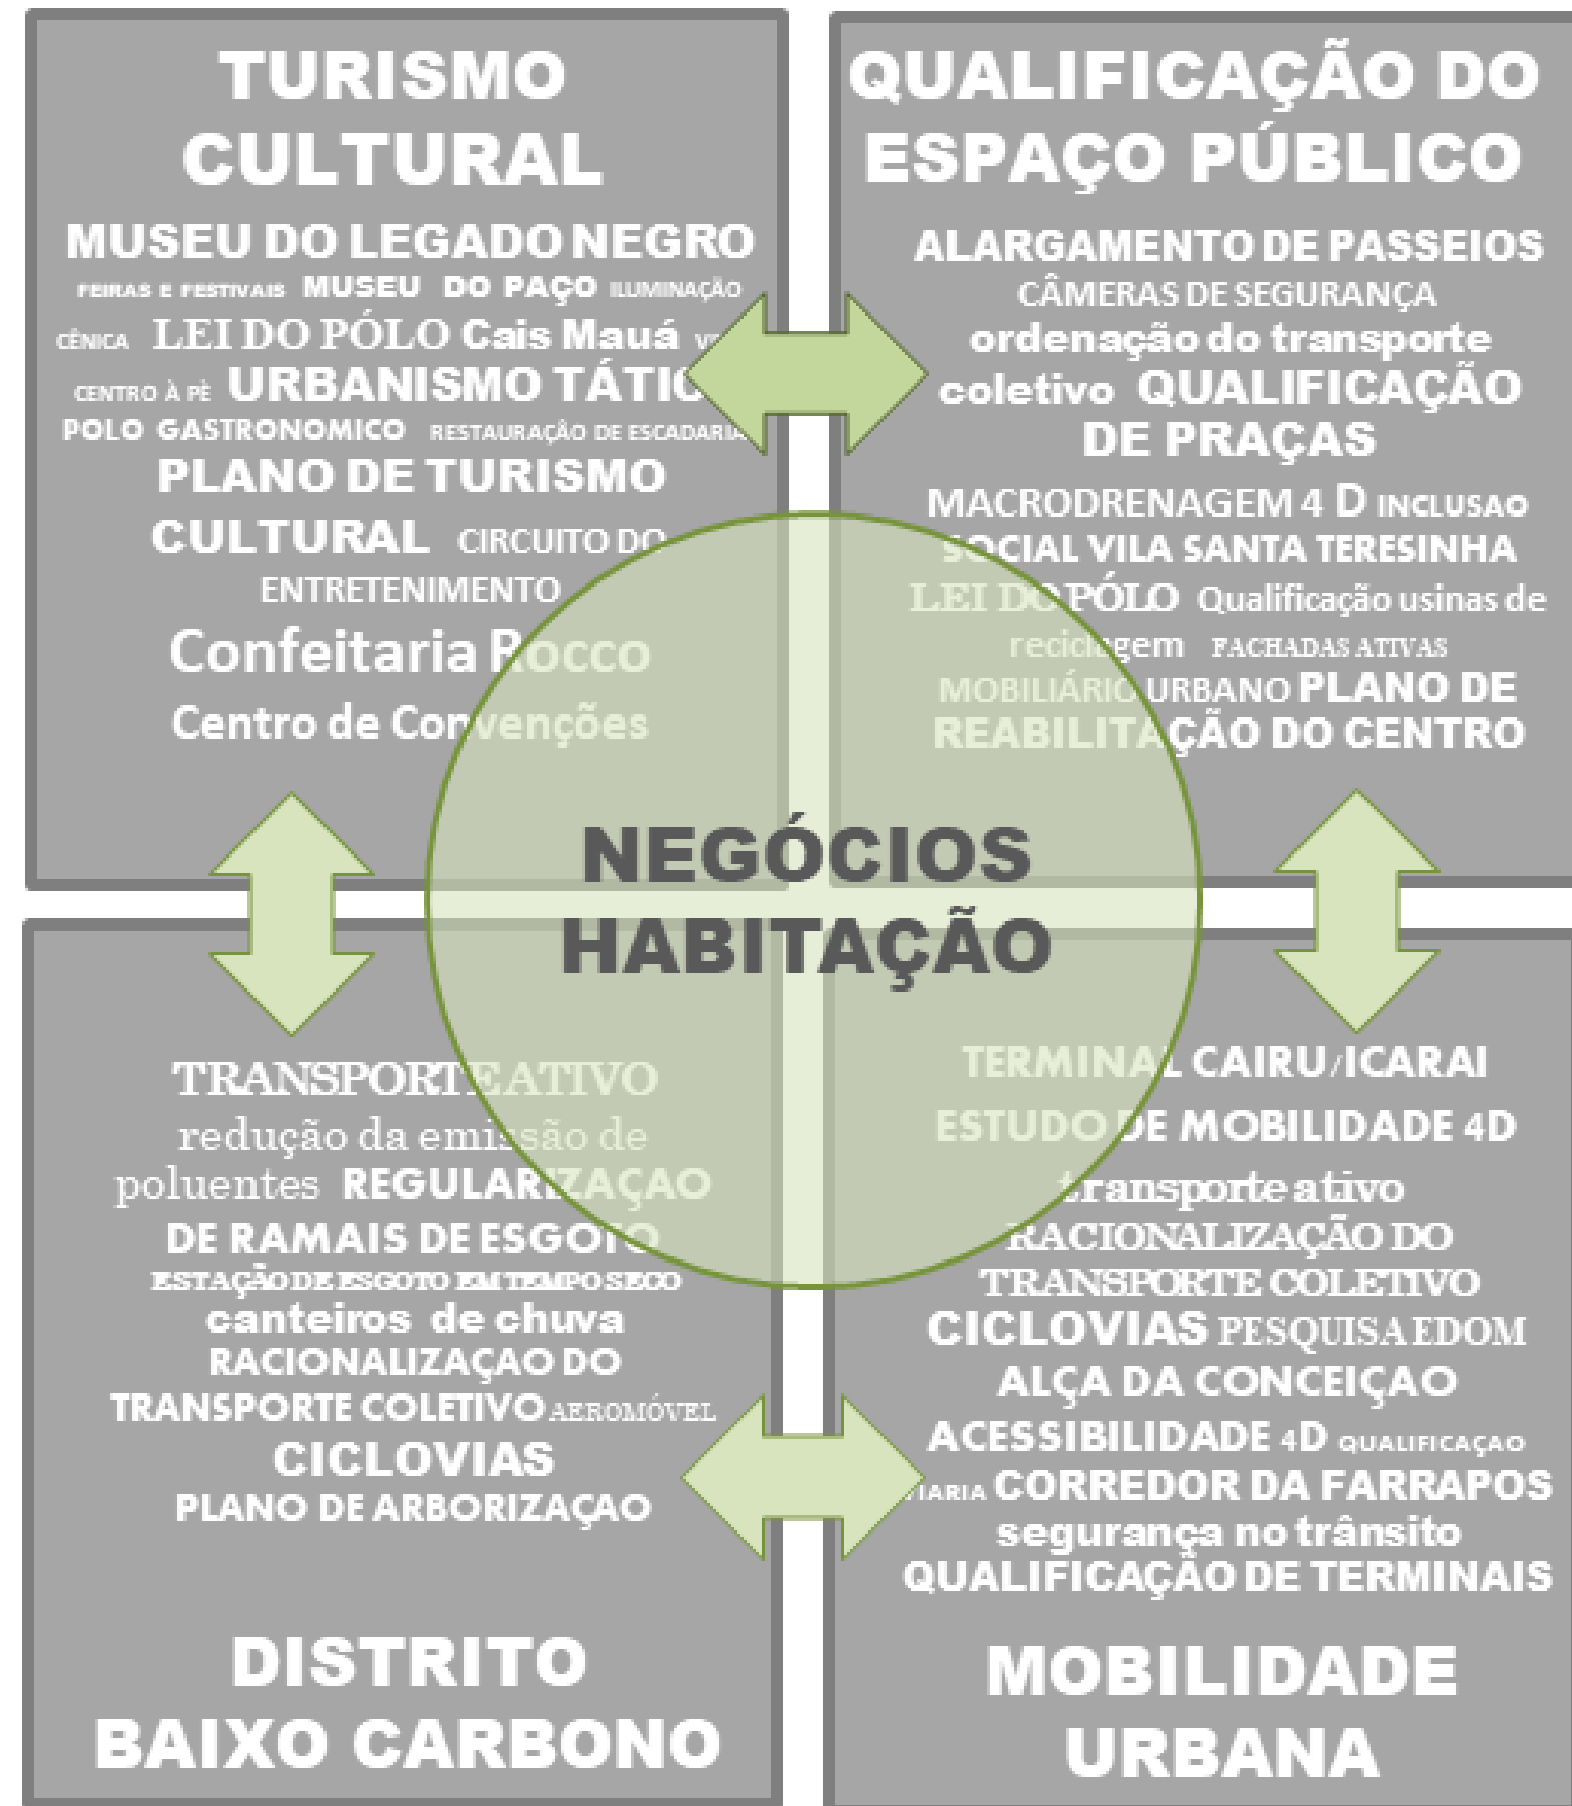 TURISMO
CULTURAL
MUSEU DO LEGADO NEGRO
FEIRAS E FESTIVAIS MUSEU DO PAÇO ILUMINAÇÃO
CÊNICA LEI DO PÓLO Cais Mauá
CENTRO À PÈ URBANISMO
POLO GASTRONOMICO RESTAURAÇÃO DE
PLANO DE TURISMO
CULTURAL CIRCUITO DO
ENTRETENIMENTO
Confeitaria Rocco
Centro de Convenções
QUALIFICAÇÃO DO
ESPAÇO PÚBLICO
ALARGAMENTO DE PASSEIOS
CÂMERAS DE SEGURANÇA
ordenação do transporte
coletivo QUALIFICAÇÃO
DE PRAÇAS
MACRODRENAGEM 4 D INCLUSAO
SOCIAL VILA SANTA TERESINHA
LEI DO PÓLO Qualificação usinas de
reciclagem FACHADAS ATIVAS
MOBILIÁRIO URBANO PLANO DE
REABILITAÇÃO DO CENTRO
NEGÓCIOS
HABITAÇÃO
TRANSPORTE ATIVO
redução da emissão de
poluentes REGULARIZAÇAO
DE RAMAIS DE ESGOTO
ESTAÇÃO DE ESGOTO EM TEMPO SECO
canteiros de chuva
RACIONALIZAÇAO DO
TRANSPORTE COLETIVO AEROMÓVEL
CICLOVIAS
PLANO DE ARBORIZAÇAO
DISTRITO
BAIXO CARBONO
TERMINAL CAIRU/ICARAI
ESTUDO DE MOBILIDADE 4D
transporte ativo
RACIONALIZAÇÃO DO
TRANSPORTE COLETIVO
CICLOVIAS PESQUISA EDOM
ALÇA DA CONCEIÇAO
ACESSIBILIDADE 4D QUALIFICAÇAO
CORREDOR DA FARRAPOS
segurança no trânsito
QUALIFICAÇÃO DE TERMINAIS
MOBILIDADE
URBANA